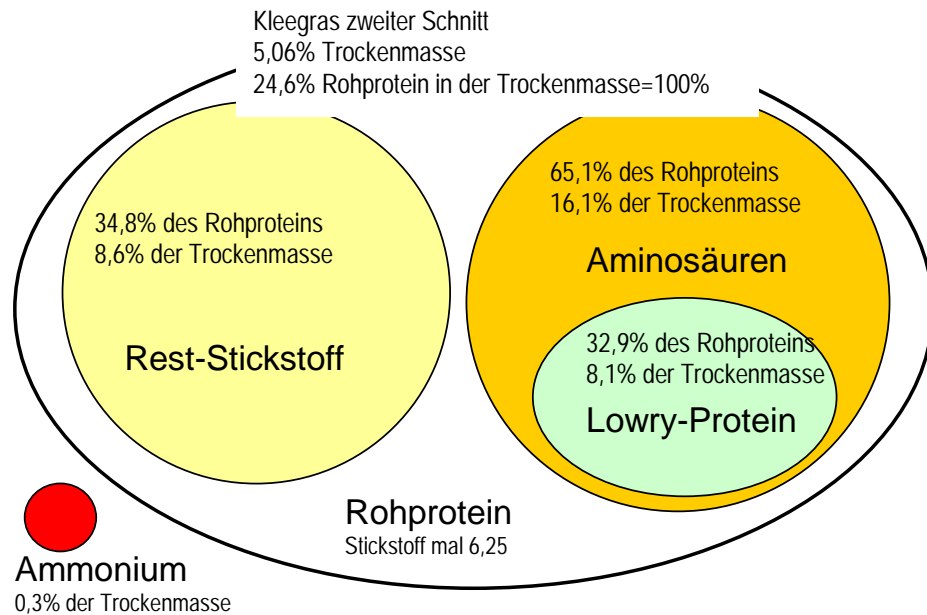 Kleegras zweiter Schnitt
5,06% Trockenmasse
24,6% Rohprotein in der Trockenmasse=100%
34,8% des Rohproteins
8,6% der Trockenmasse
Rest-Stickstoff
65,1% des Rohproteins
16,1% der Trockenmasse
Aminosäuren
32,9% des Rohproteins
8,1% der Trockenmasse
Lowry-Protein
Rohprotein
Stickstoff mal 6,25
Ammonium
0,3% der Trockenmasse